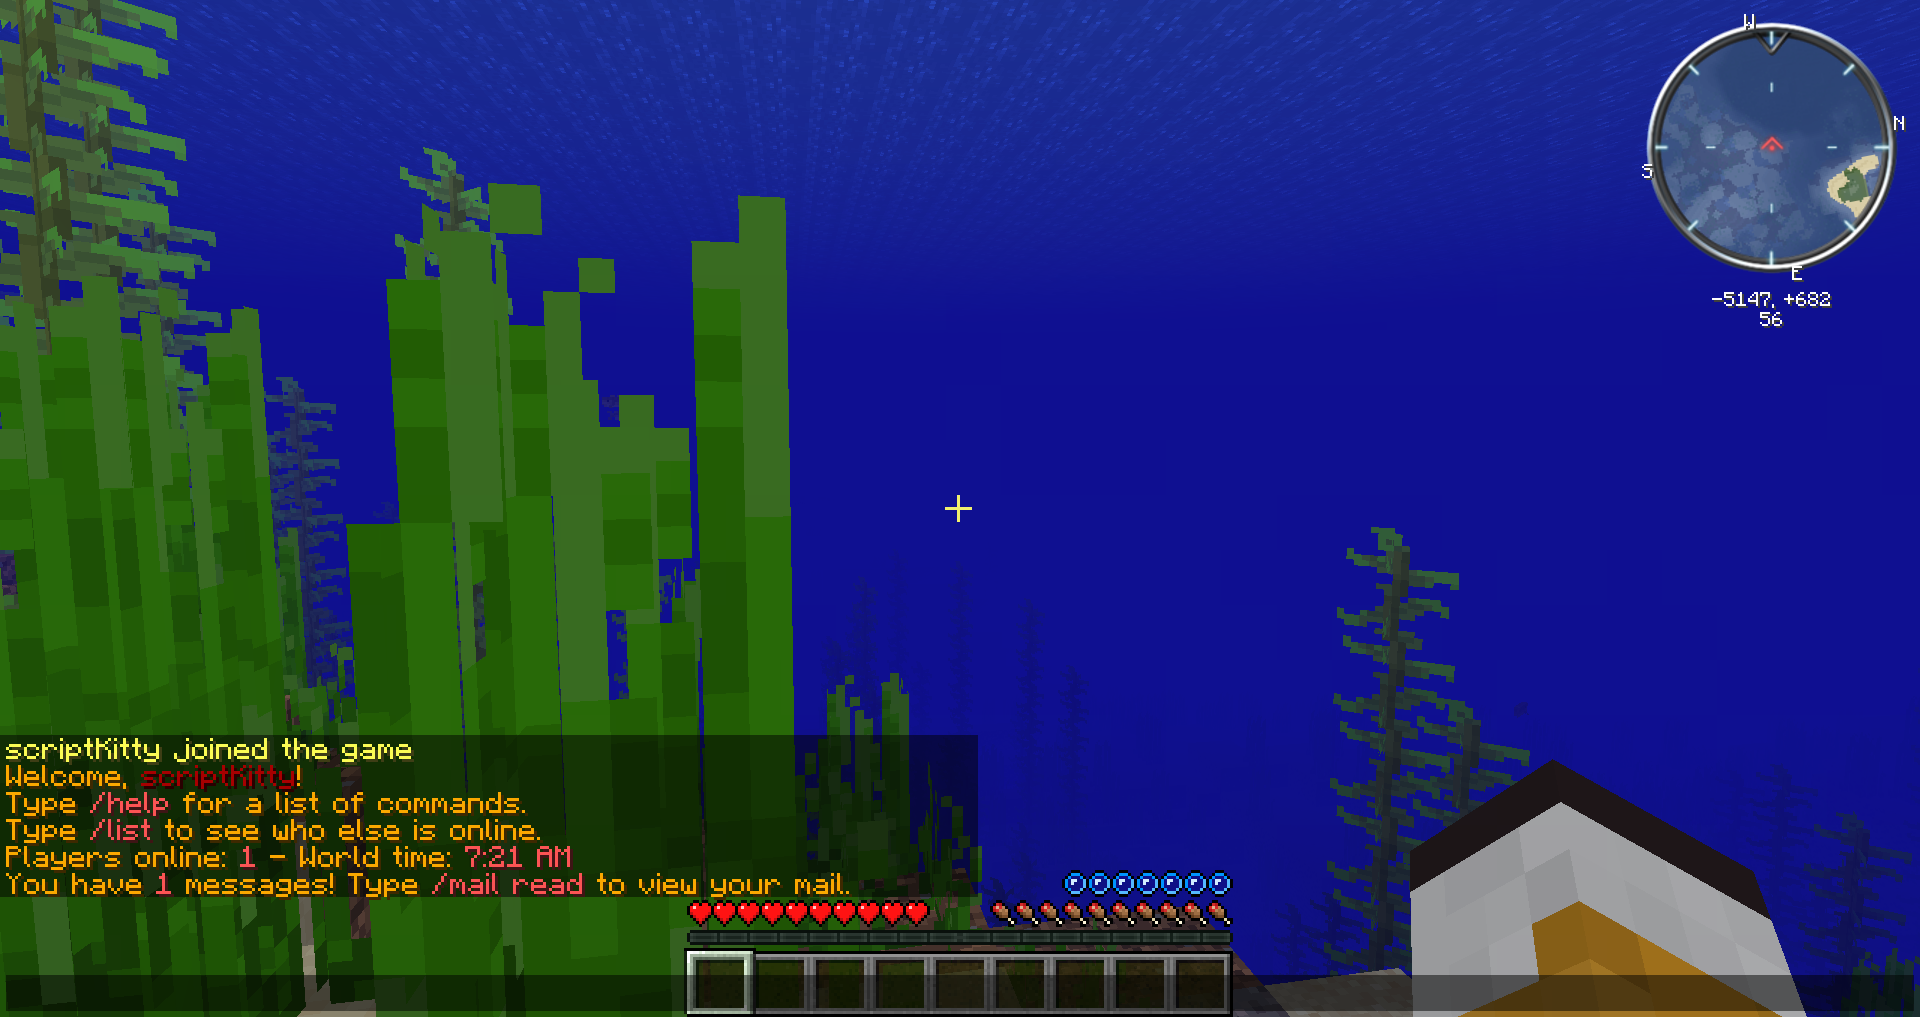 W
N
S
E
-5147, +682
56
scriptKitty joined the game
Welcome, scriptKitty!
Type /help for a list of commands.
Type /list to see who else is online.
Players online: 1 - World time: 7:21 AM
You have 1 messages! Type /mail read to view your mail.